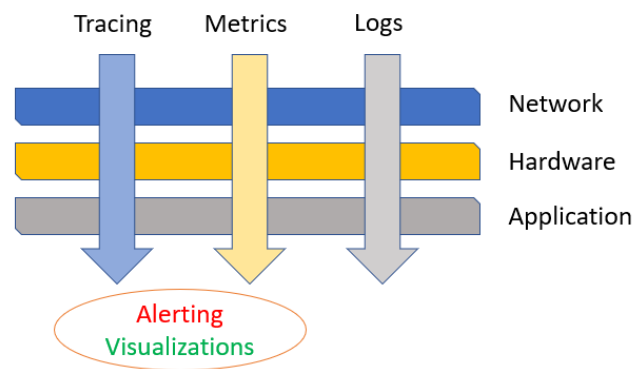 Tracing
Metrics
Logs
Network
Hardware
Application
Alerting
Visualizations